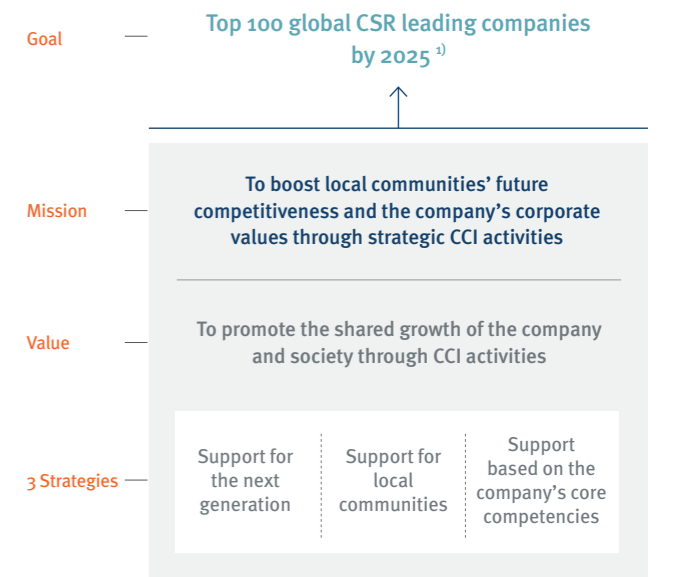 Goal
Top 100 global CSR leading companies
by 2025 1)
Mission
To boost local communities’ future
competitiveness and the company’s corporate
values through strategic CCI activities
Value
To promote the shared growth of the company
and society through CCI activities
3 Strategies
Support for
the next
generation
Support for
local
communities
Support
based on the
company’s core
competencies